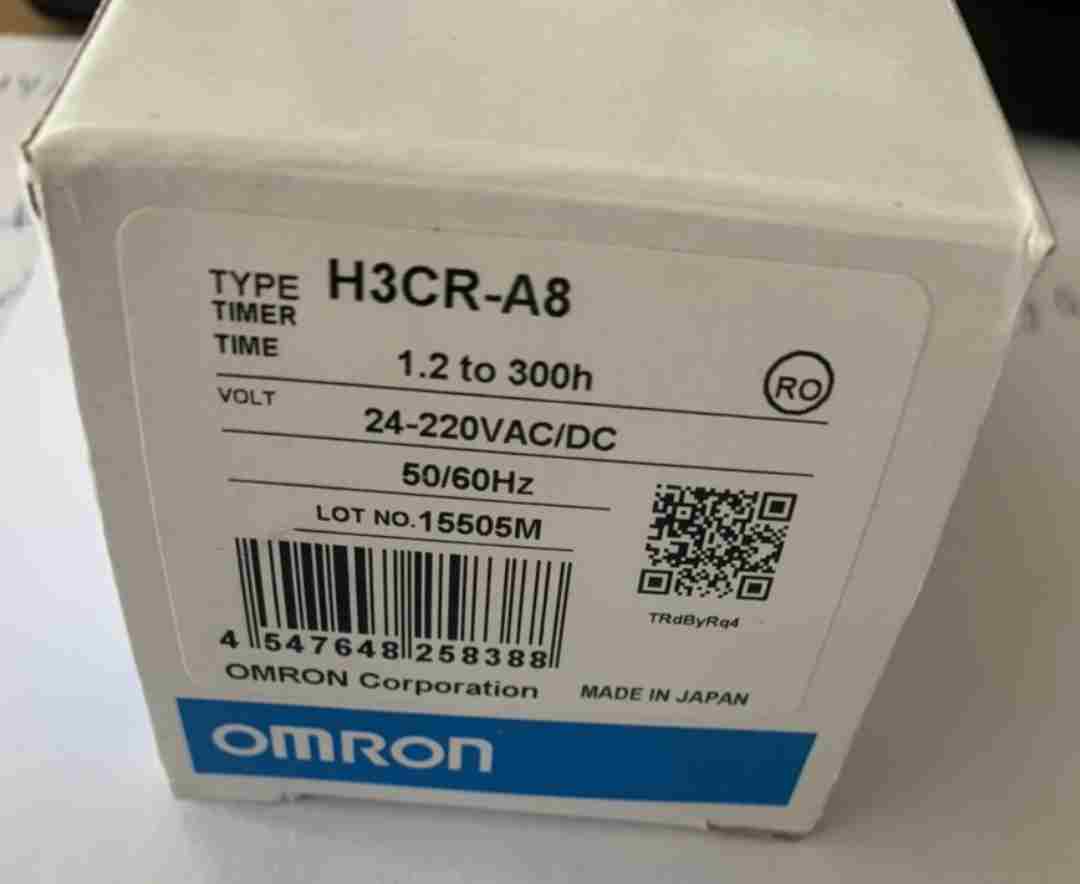 TYPE H3CR-A8
TIMER
TIME 1.2 to 300h
RO
VOLT 24-220VAC/DC
50/60Hz
LOT NO.15505M
TRdByRq4
4 547648 258388
OMRON Corporation MADE IN JAPAN
OMRON